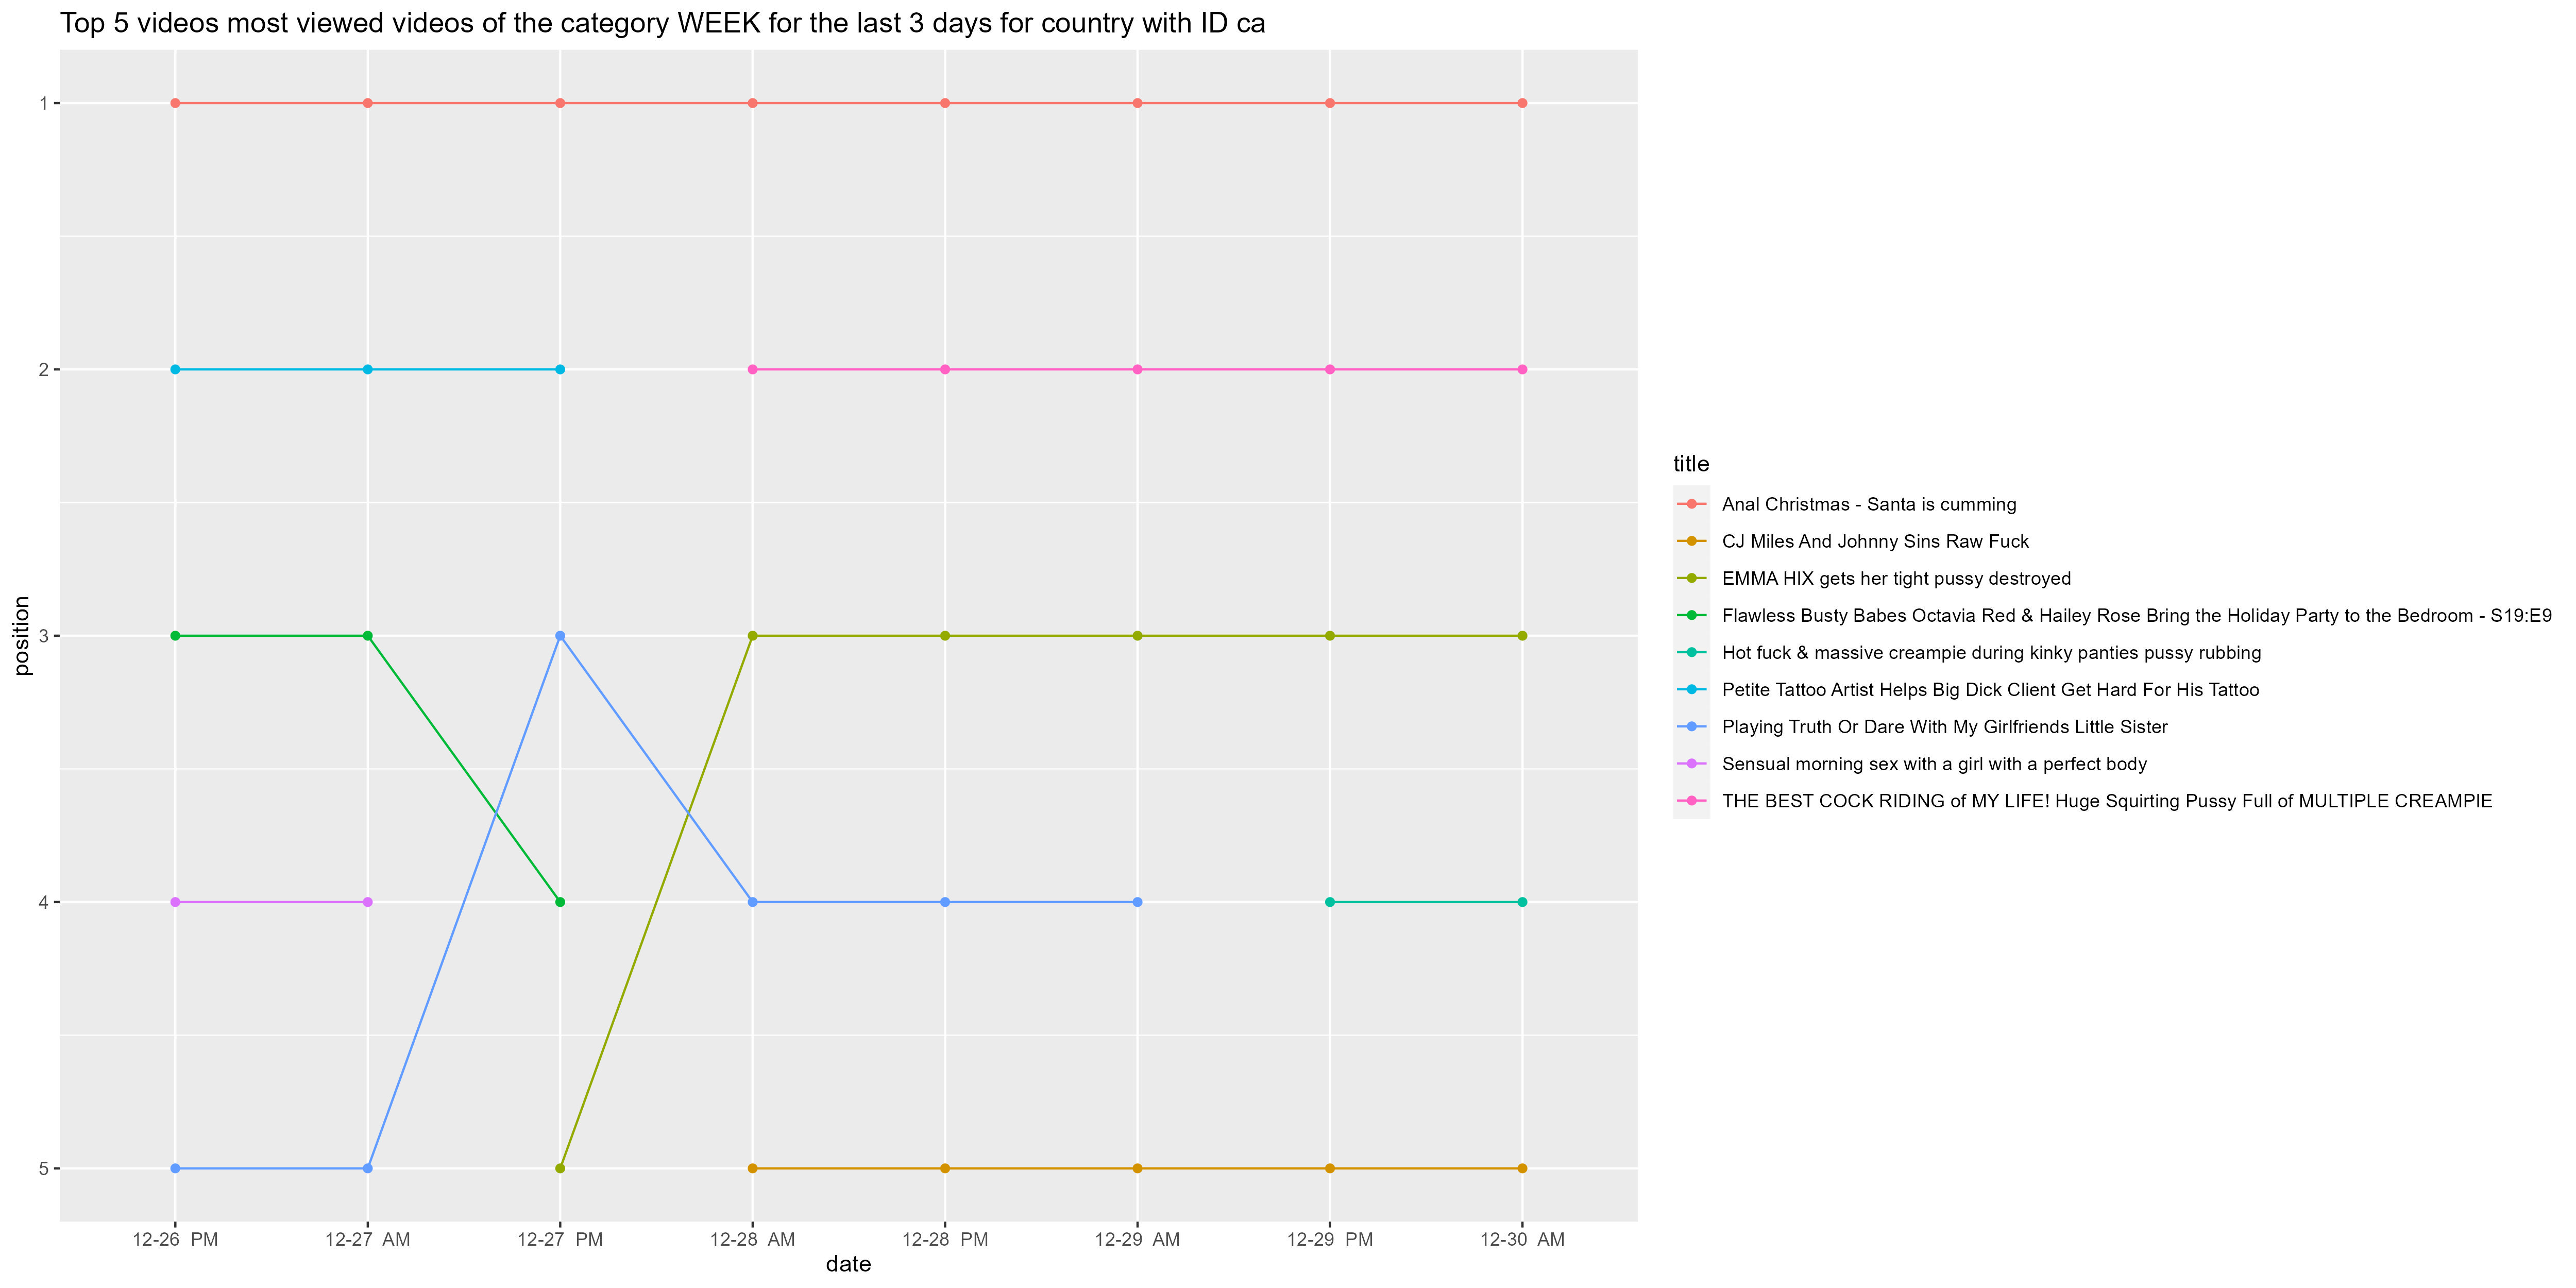 Top 5 videos most viewed videos of the category WEEK for the last 3 days for country with ID ca
1
2
3
4
5
position
12-26 PM
12-27 AM
12-27 PM
12-28 AM
12-28 PM
12-29 AM
12-29 PM
12-30 AM
date
title
Anal Christmas - Santa is cumming
CJ Miles And Johnny Sins Raw Fuck
EMMA HIX gets her tight pussy destroyed
Flawless Busty Babes Octavia Red & Hailey Rose Bring the Holiday Party to the Bedroom - S19:E9
Hot fuck & massive creampie during kinky panties pussy rubbing
Petite Tattoo Artist Helps Big Dick Client Get Hard For His Tattoo
Playing Truth Or Dare With My Girlfriends Little Sister
Sensual morning sex with a girl with a perfect body
THE BEST COCK RIDING of MY LIFE! Huge Squirting Pussy Full of MULTIPLE CREAMPIE